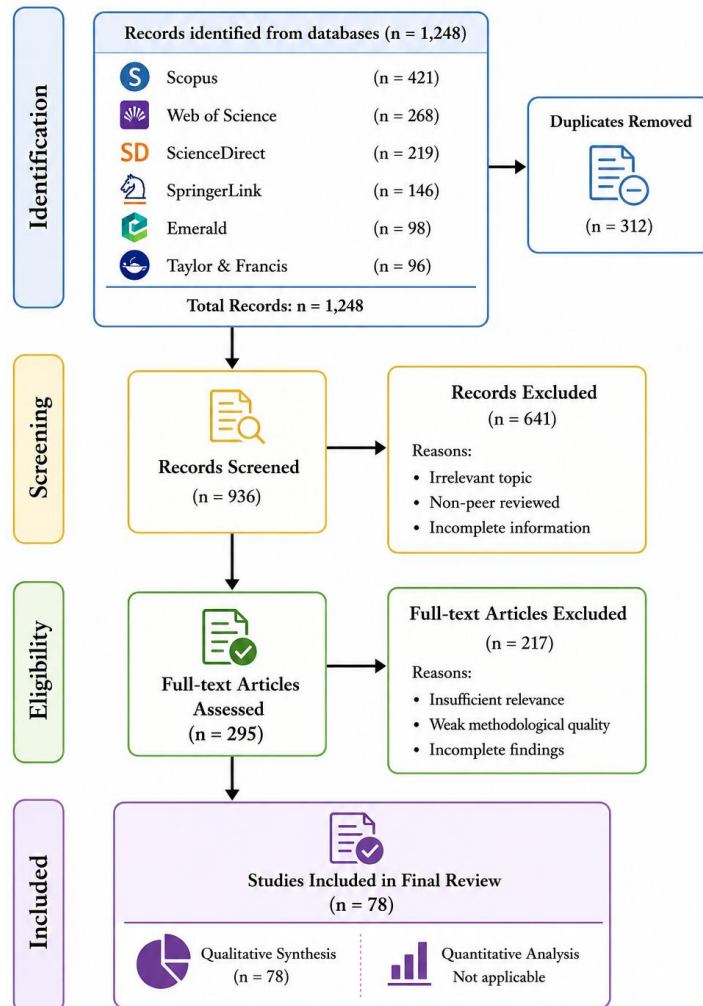 Identification
Records identified from databases (n = 1,248)
S Scopus (n = 421)
Web of Science (n = 268)
SD ScienceDirect (n = 219)
SpringerLink (n = 146)
Emerald (n = 98)
Taylor & Francis (n = 96)
Total Records: n = 1,248
Duplicates Removed
(n = 312)
Screening
Records Screened
(n = 936)
Records Excluded
(n = 641)
Reasons:
• Irrelevant topic
• Non-peer reviewed
• Incomplete information
Eligibility
Full-text Articles
Assessed
(n = 295)
Full-text Articles Excluded
(n = 217)
Reasons:
• Insufficient relevance
• Weak methodological quality
• Incomplete findings
Included
Studies Included in Final Review
(n = 78)
Qualitative Synthesis
(n = 78)
Quantitative Analysis
Not applicable